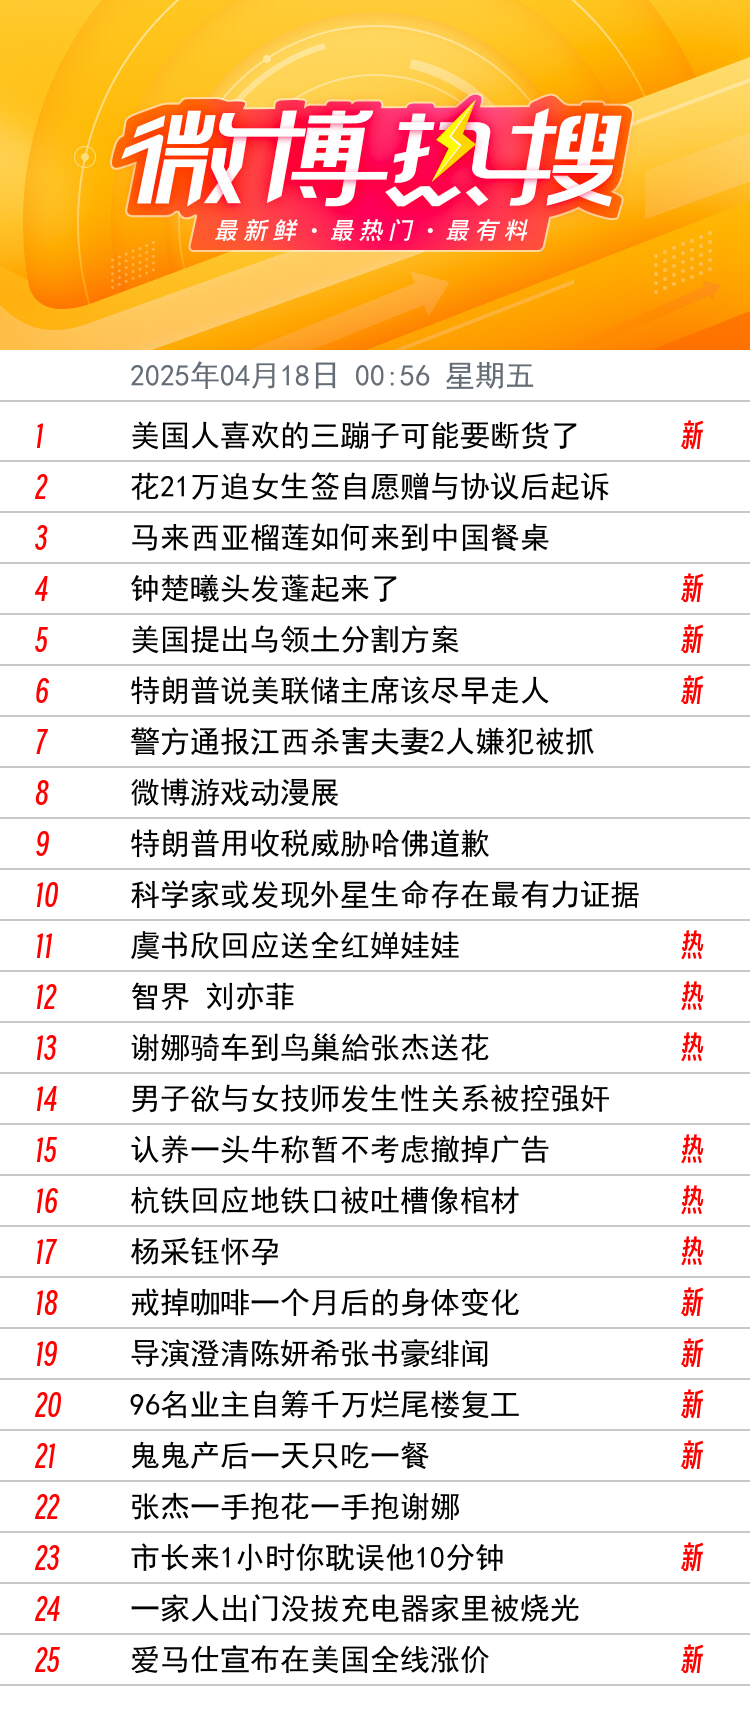 微博热搜
最新鲜·最热门·最有料
2025年04月18日 00:56 星期五
1 美国人喜欢的三蹦子可能要断货了 新
2 花21万追女生签自愿赠与协议后起诉
3 马来西亚榴莲如何来到中国餐桌
4 钟楚曦头发蓬起来了 新
5 美国提出乌领土分割方案 新
6 特朗普说美联储主席该尽早走人 新
7 警方通报江西杀害夫妻2人嫌犯被抓
8 微博游戏动漫展
9 特朗普用收税威胁哈佛道歉
10 科学家或发现外星生命存在最有力证据
11 虞书欣回应送全红婵娃娃 热
12 智界 刘亦菲 热
13 谢娜骑车到鸟巢給张杰送花 热
14 男子欲与女技师发生性关系被控强奸
15 认养一头牛称暂不考虑撤掉广告 热
16 杭铁回应地铁口被吐槽像棺材 热
17 杨采钰怀孕 热
18 戒掉咖啡一个月后的身体变化 新
19 导演澄清陈妍希张书豪绯闻 新
20 96名业主自筹千万烂尾楼复工 新
21 鬼鬼产后一天只吃一餐 新
22 张杰一手抱花一手抱谢娜
23 市长来1小时你耽误他10分钟 新
24 一家人出门没拔充电器家里被烧光
25 爱马仕宣布在美国全线涨价 新